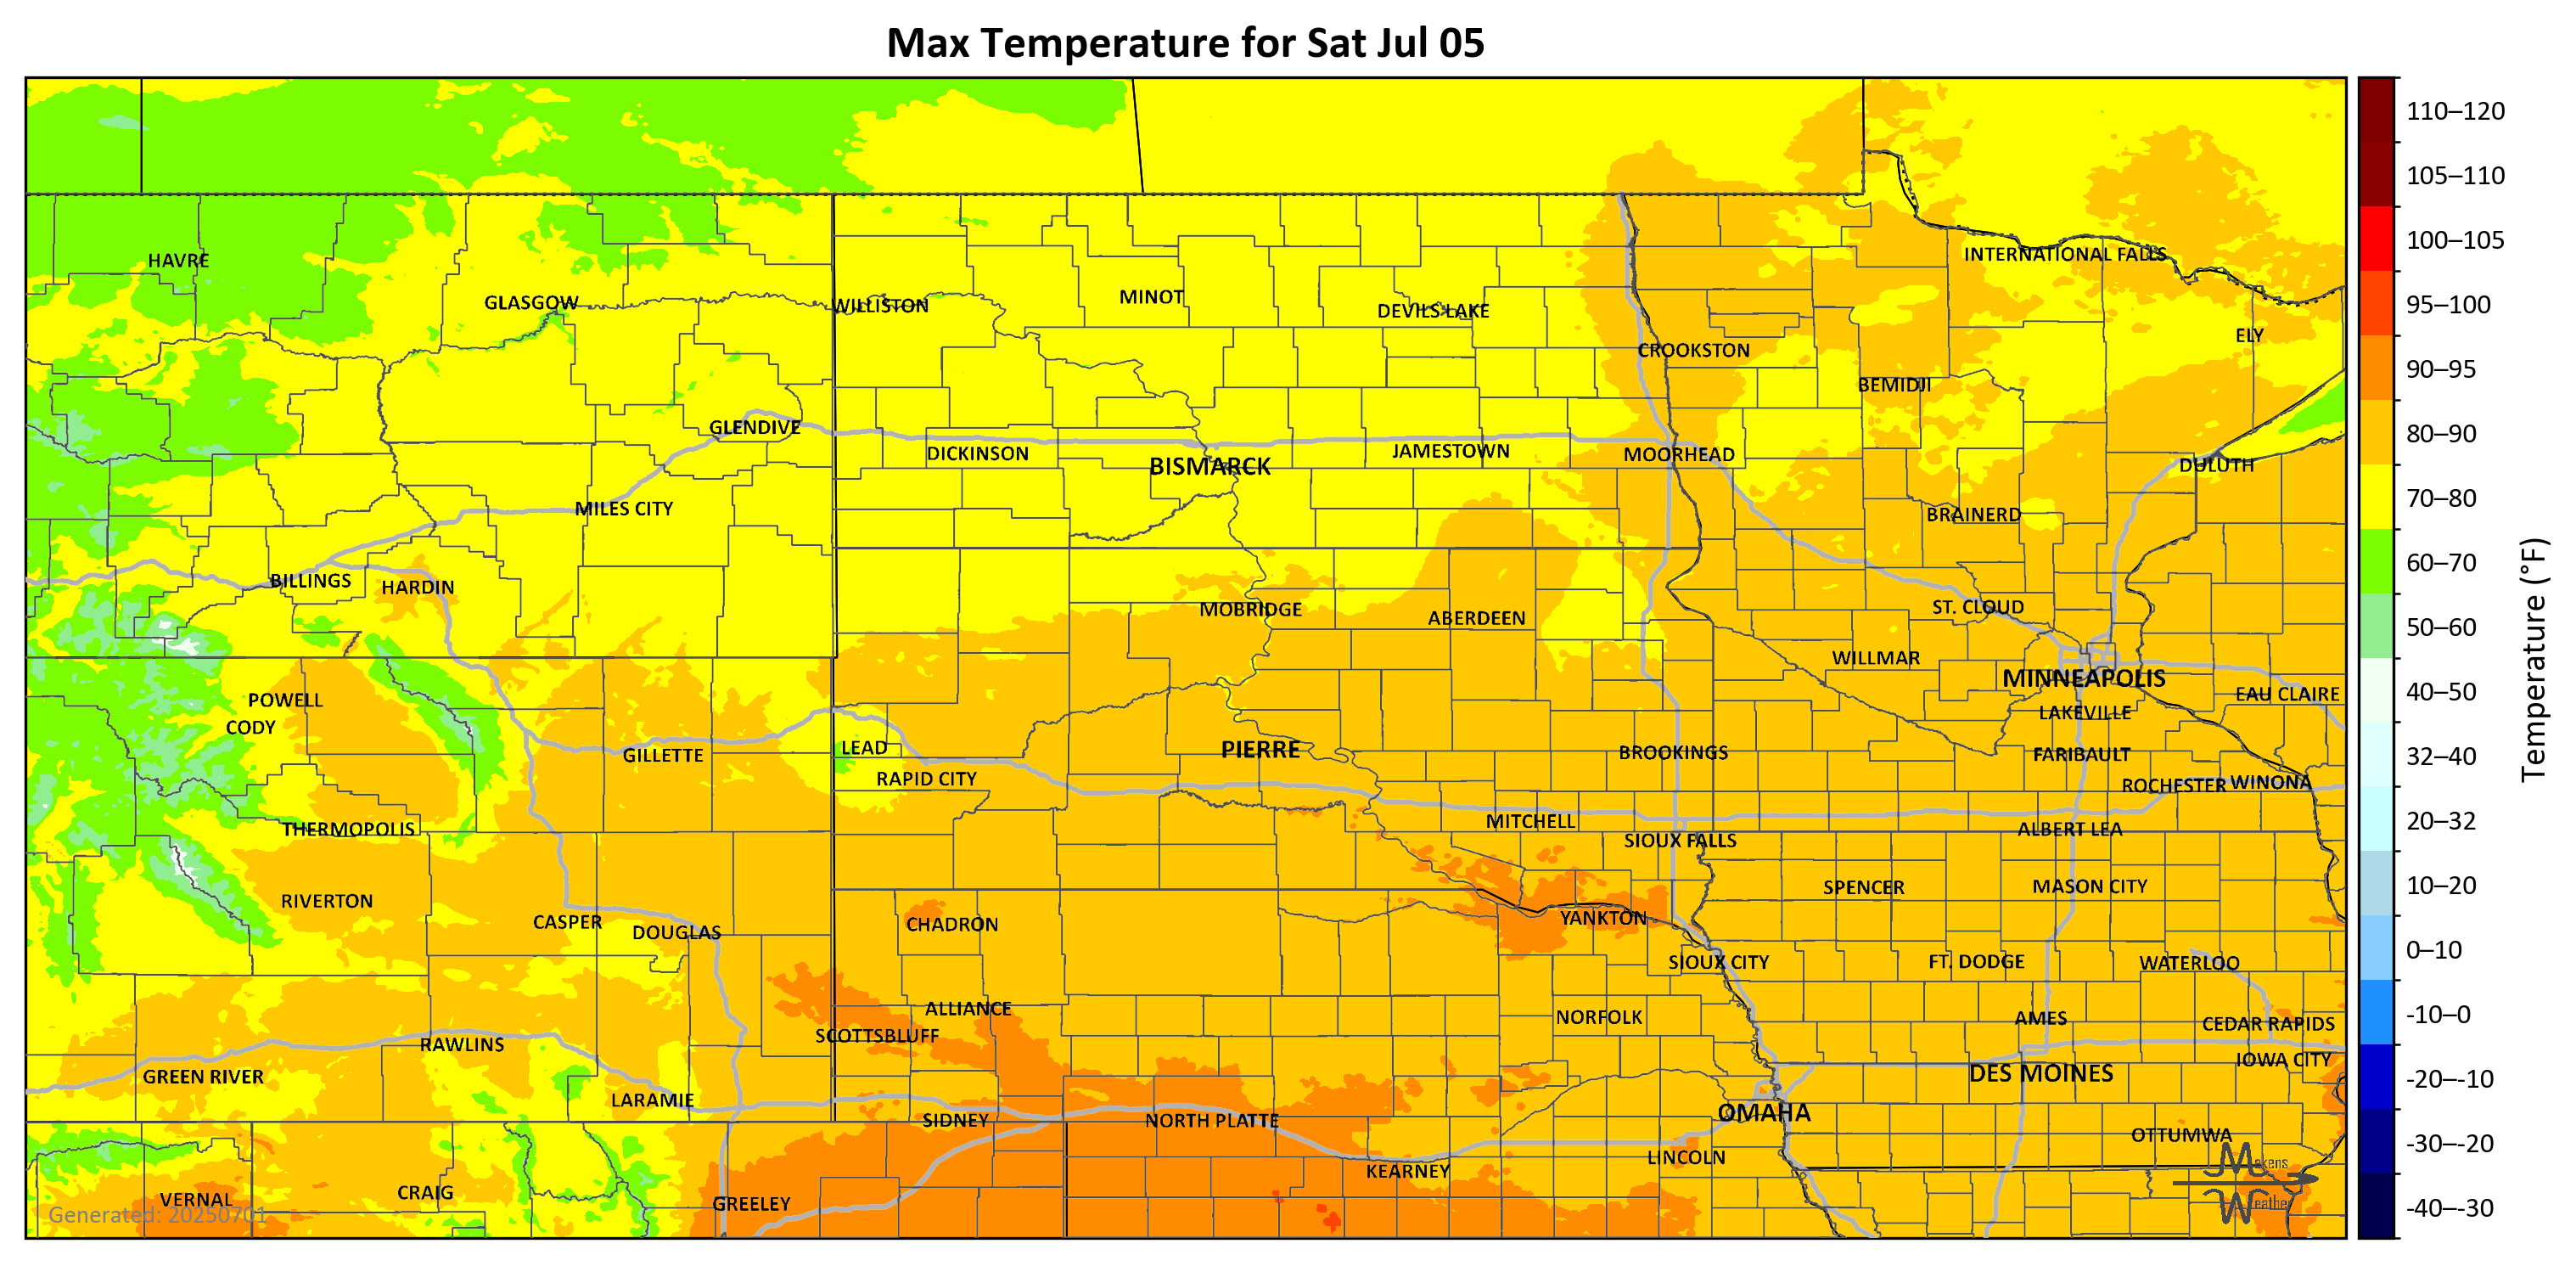 Max Temperature for Sat Jul 05
110–120
105–110
100–105
95–100
90–95
80–90
70–80
60–70
50–60
40–50
32–40
20–32
10–20
0–10
-10–0
-20–-10
-30–-20
-40–-30
Temperature (°F)
HAVRE
GLASGOW
WILLISTON
MINOT
DEVILS LAKE
INTERNATIONAL FALLS
ELY
CROOKSTON
BEMIDJI
GLENDIVE
DICKINSON
BISMARCK
JAMESTOWN
MOORHEAD
DULUTH
MILES CITY
BRAINERD
BILLINGS
HARDIN
MOBRIDGE
ABERDEEN
ST. CLOUD
WILLMAR
MINNEAPOLIS
EAU CLAIRE
POWELL
CODY
LAKEVILLE
GILLETTE
LEAD
PIERRE
BROOKINGS
FARIBAULT
RAPID CITY
ROCHESTER
WINONA
THERMOPOLIS
MITCHELL
SIOUX FALLS
ALBERT LEA
RIVERTON
SPENCER
MASON CITY
CASPER
DOUGLAS
CHADRON
YANKTON
SIOUX CITY
FT. DODGE
WATERLOO
ALLIANCE
NORFOLK
AMES
CEDAR RAPIDS
SCOTTSBLUFF
RAWLINS
IOWA CITY
GREEN RIVER
DES MOINES
LARAMIE
SIDNEY
NORTH PLATTE
OMAHA
OTTUMWA
LINCOLN
KEARNEY
VERNAL
CRAIG
GREELEY
Generated: 20250701
Makens
Weather